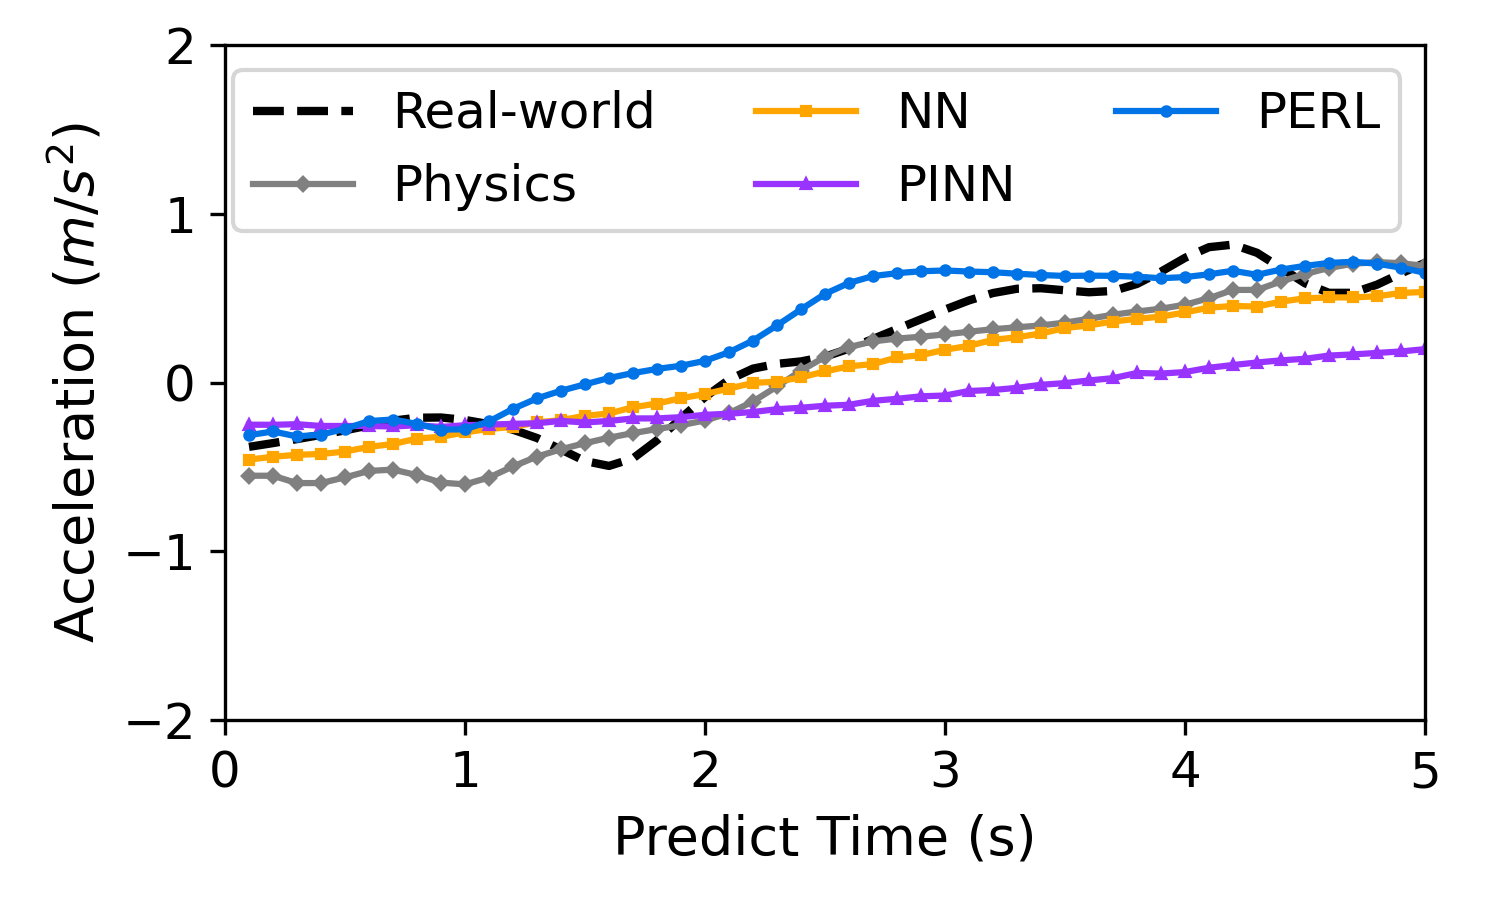 Acceleration (m/s²)
2
1
0
−1
−2
Real-world
Physics
NN
PINN
PERL
0 1 2 3 4 5
Predict Time (s)